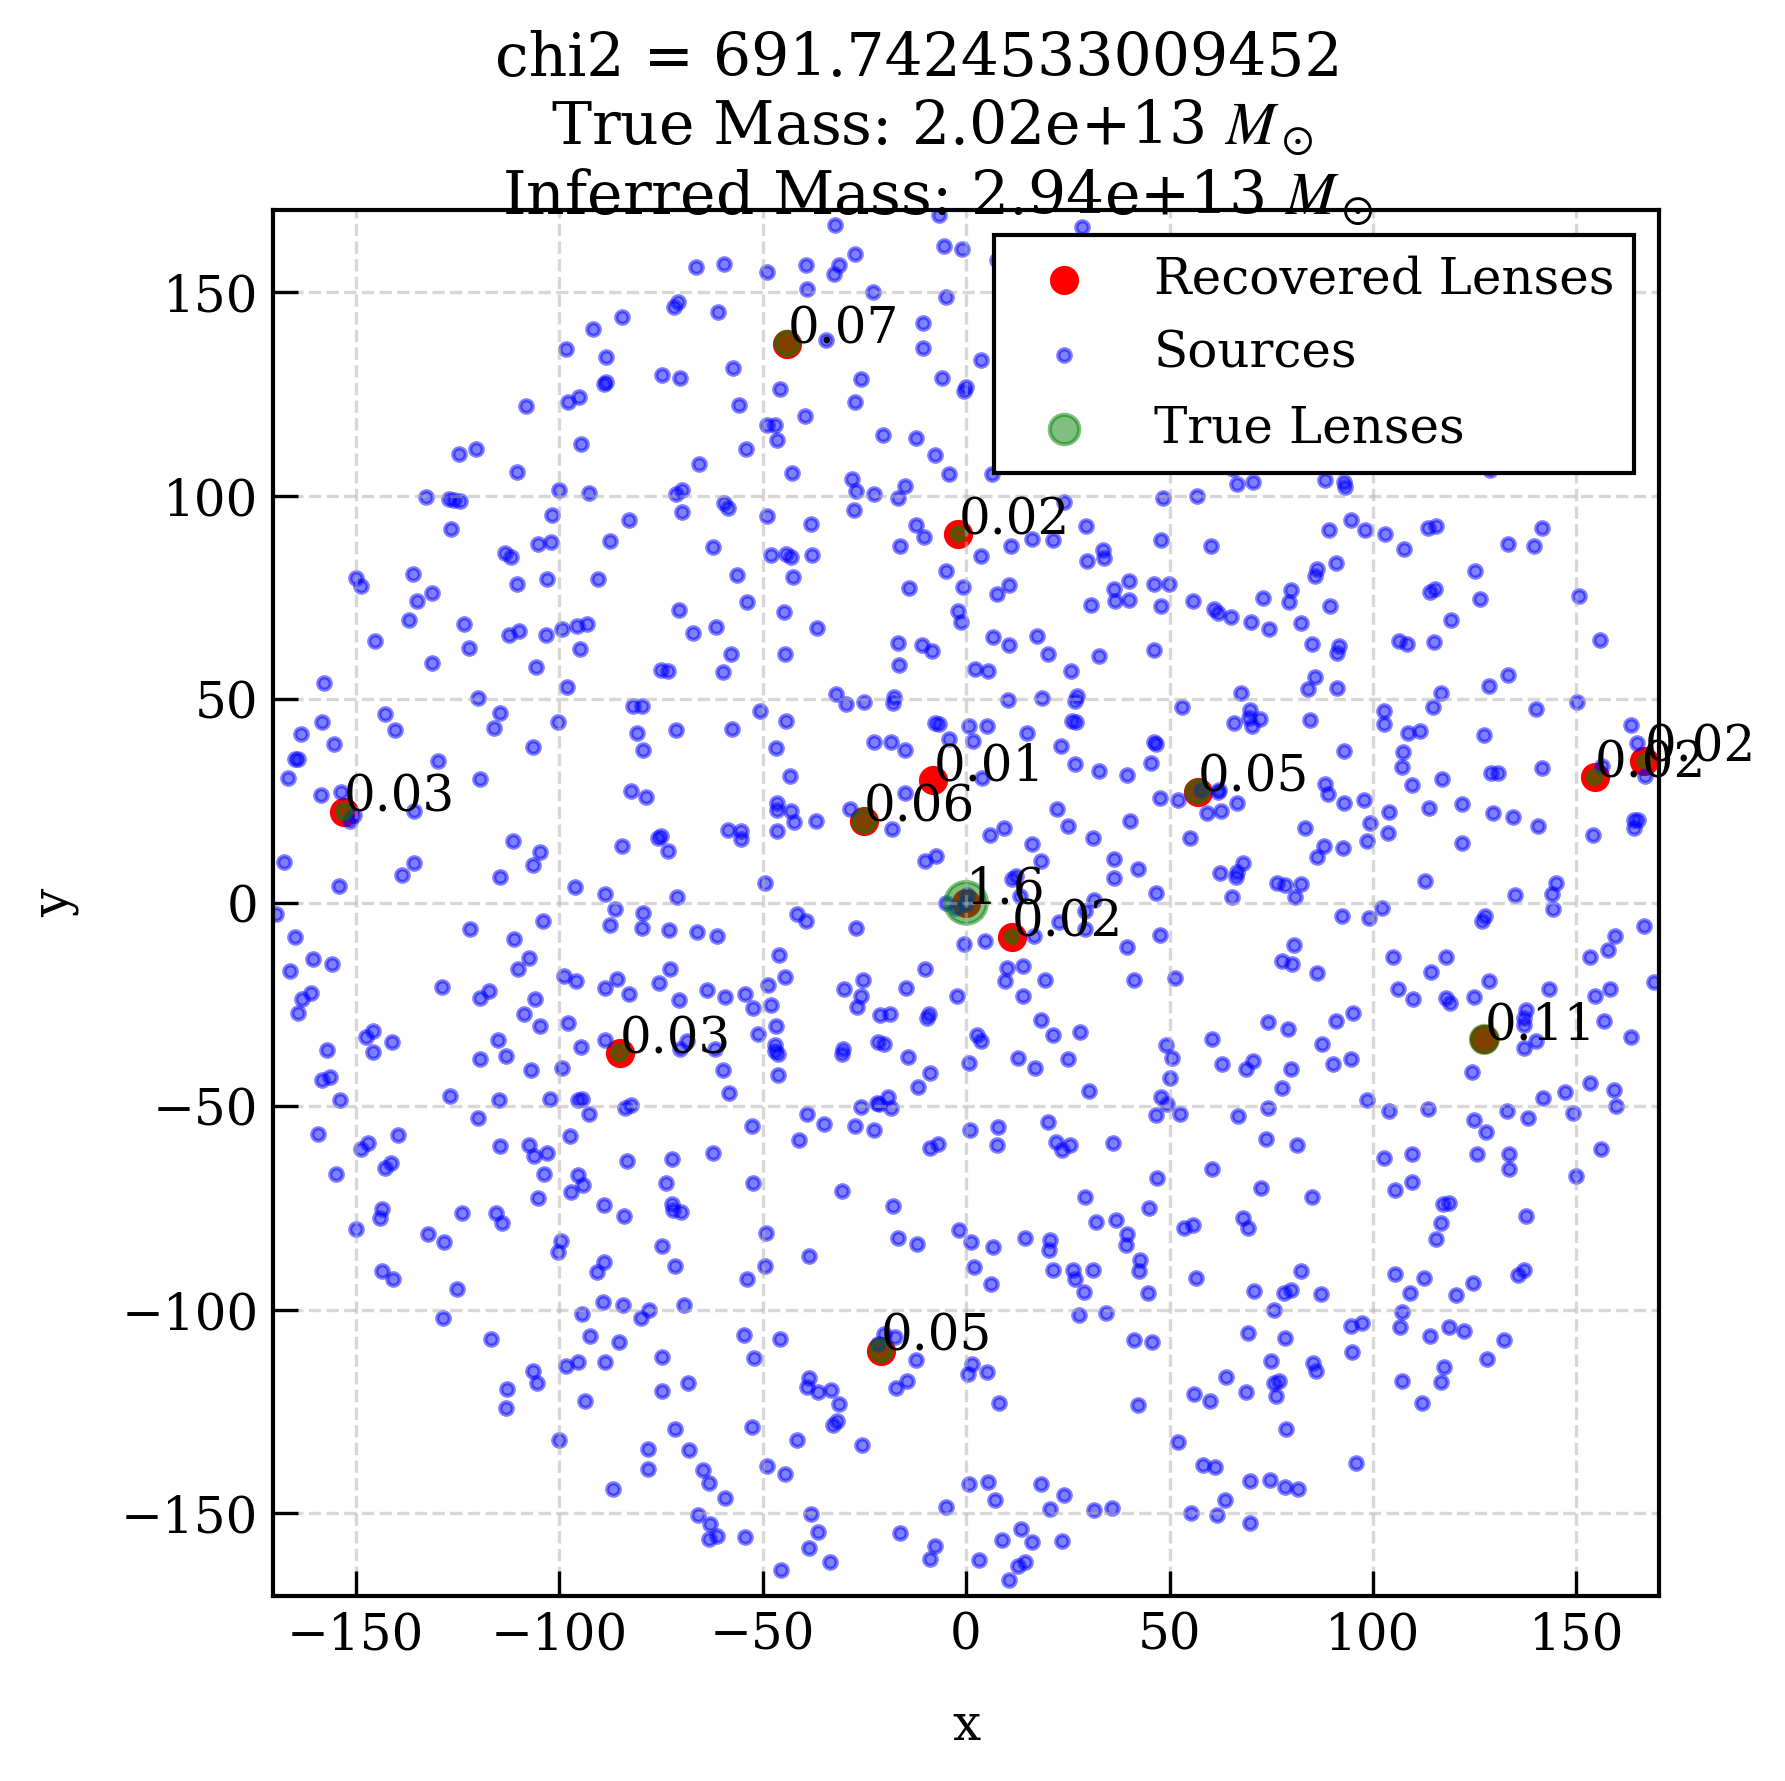 chi2 = 691.7424533009452
True Mass: 2.02e+13 M⊙
Inferred Mass: 2.94e+13 M⊙
Recovered Lenses
Sources
True Lenses
150
100
50
0
−50
−100
−150
y
0.07
0.02
0.02
0.02
0.01
0.05
0.03
0.06
1.6
0.02
0.03
0.11
0.05
−150 −100 −50 0 50 100 150
x